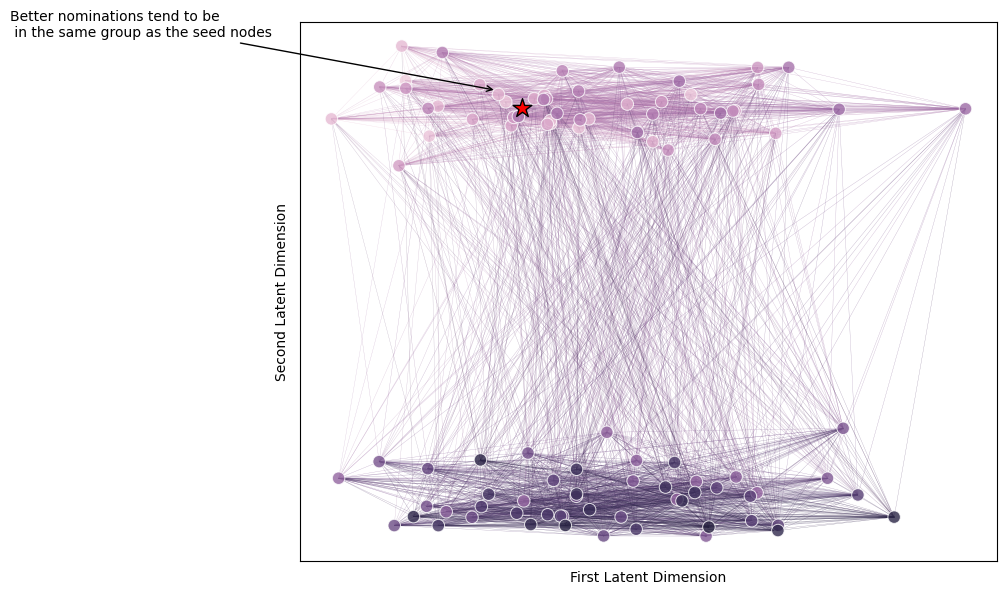 Better nominations tend to be
in the same group as the seed nodes
Second Latent Dimension
First Latent Dimension